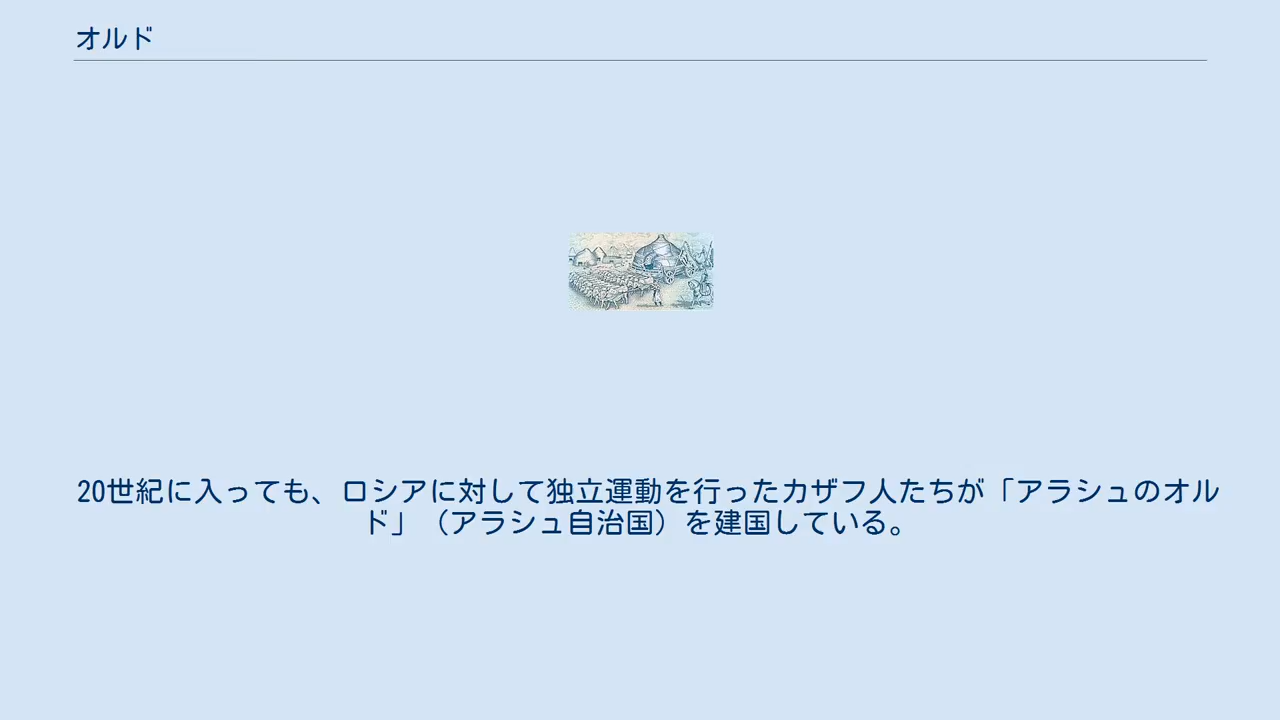 オルド
20世紀に入っても、ロシアに対して独立運動を行ったカザフ人たちが「アラシュのオル
ド」（アラシュ自治国）を建国している。